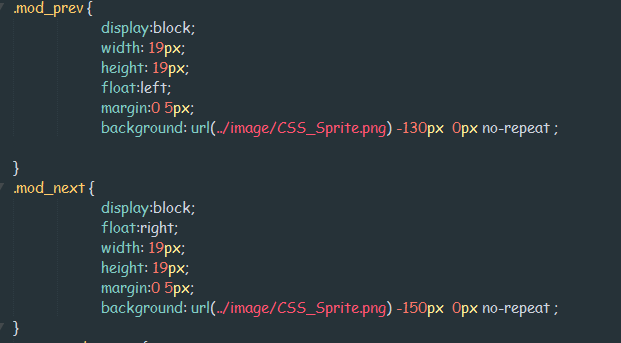 .mod_prev {
display:block;
width: 19px;
height: 19px;
float:left;
margin:0 5px;
background: url(../image/CSS_Sprite.png) -130px  0px no-repeat ;
}
.mod_next {
display:block;
float:right;
width: 19px;
height: 19px;
margin:0 5px;
background: url(../image/CSS_Sprite.png) -150px  0px no-repeat ;
}